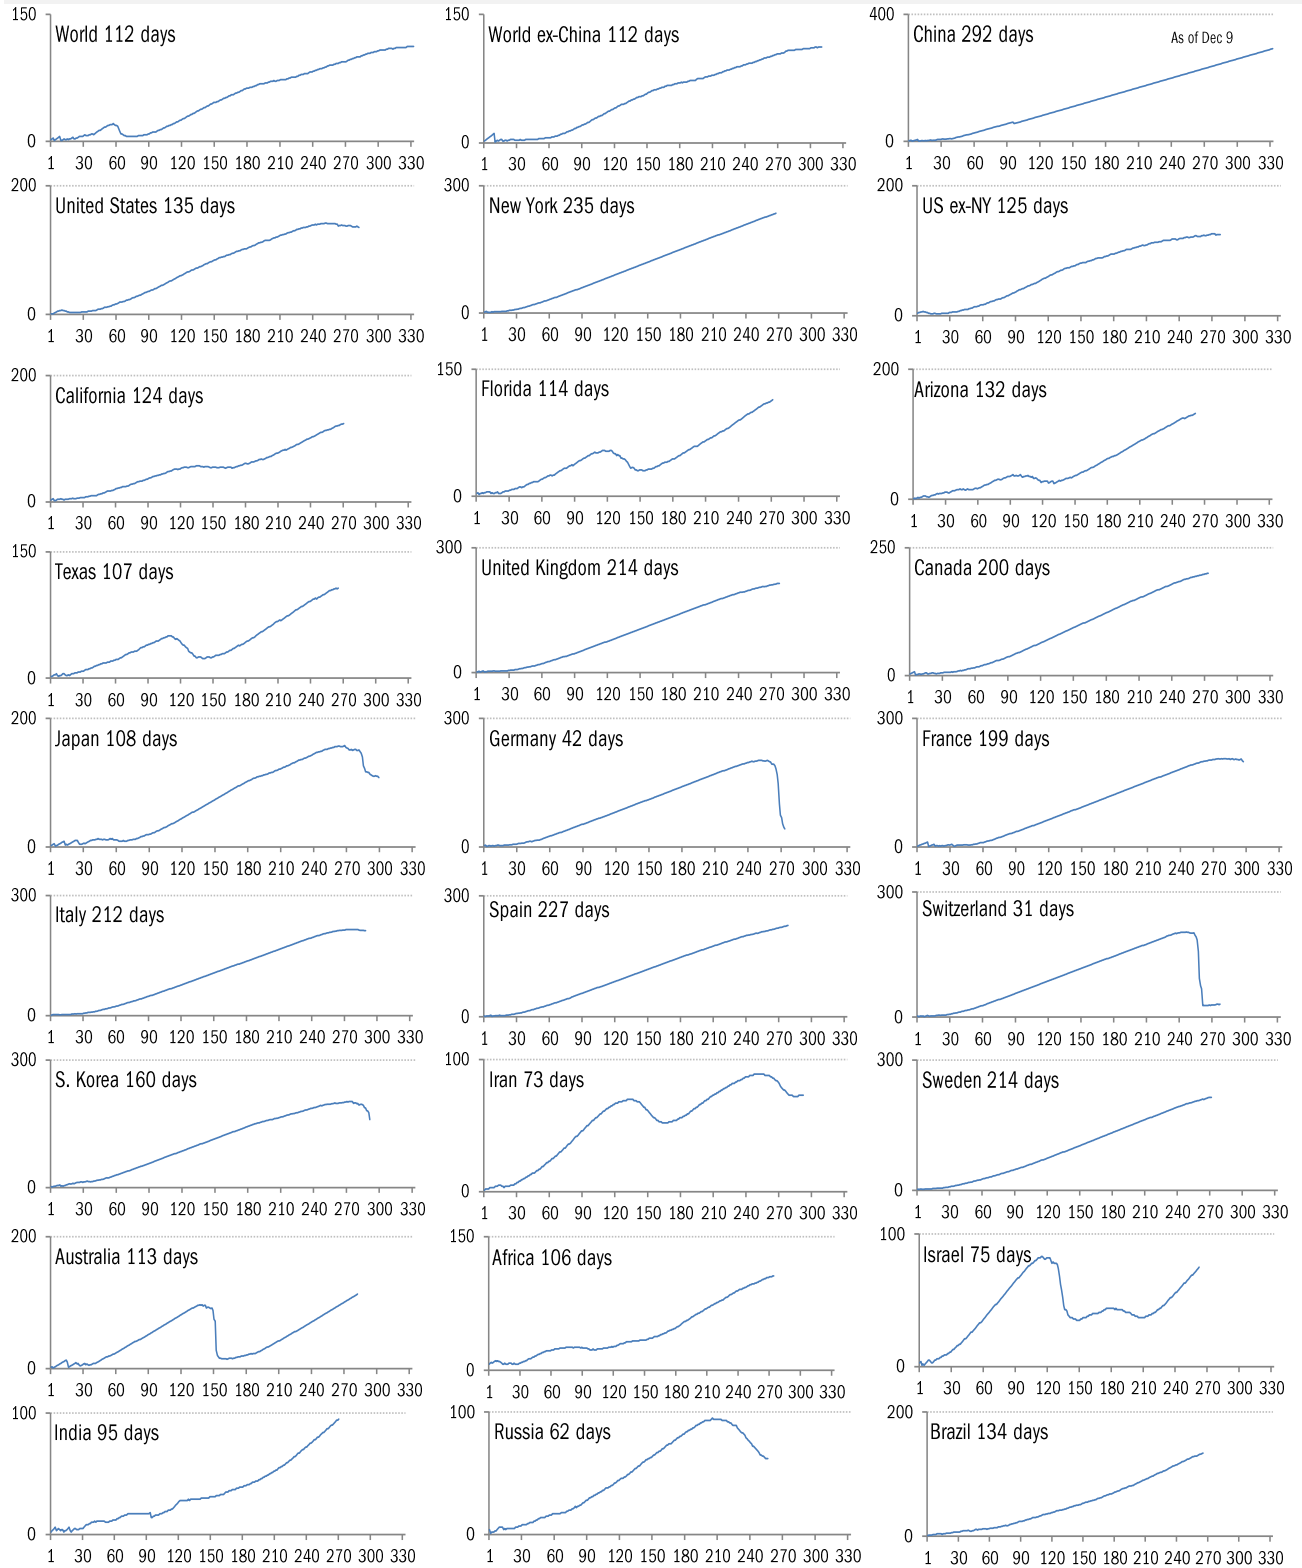 150
World 112 days
0
1 30 60 90 120 150 180 210 240 270 300 330
150
World ex-China 112 days
0
1 30 60 90 120 150 180 210 240 270 300 330
400
China 292 days
As of Dec 9
0
1 30 60 90 120 150 180 210 240 270 300 330
200
United States 135 days
0
1 30 60 90 120 150 180 210 240 270 300 330
300
New York 235 days
0
1 30 60 90 120 150 180 210 240 270 300 330
200
US ex-NY 125 days
0
1 30 60 90 120 150 180 210 240 270 300 330
200
California 124 days
0
1 30 60 90 120 150 180 210 240 270 300 330
150
Florida 114 days
0
1 30 60 90 120 150 180 210 240 270 300 330
200
Arizona 132 days
0
1 30 60 90 120 150 180 210 240 270 300 330
150
Texas 107 days
0
1 30 60 90 120 150 180 210 240 270 300 330
300
United Kingdom 214 days
0
1 30 60 90 120 150 180 210 240 270 300 330
250
Canada 200 days
0
1 30 60 90 120 150 180 210 240 270 300 330
200
Japan 108 days
0
1 30 60 90 120 150 180 210 240 270 300 330
300
Germany 42 days
0
1 30 60 90 120 150 180 210 240 270 300 330
300
France 199 days
0
1 30 60 90 120 150 180 210 240 270 300 330
300
Italy 212 days
0
1 30 60 90 120 150 180 210 240 270 300 330
300
Spain 227 days
0
1 30 60 90 120 150 180 210 240 270 300 330
300
Switzerland 31 days
0
1 30 60 90 120 150 180 210 240 270 300 330
300
S. Korea 160 days
0
1 30 60 90 120 150 180 210 240 270 300 330
100
Iran 73 days
0
1 30 60 90 120 150 180 210 240 270 300 330
300
Sweden 214 days
0
1 30 60 90 120 150 180 210 240 270 300 330
200
Australia 113 days
0
1 30 60 90 120 150 180 210 240 270 300 330
150
Africa 106 days
0
1 30 60 90 120 150 180 210 240 270 300 330
100
Israel 75 days
0
1 30 60 90 120 150 180 210 240 270 300 330
100
India 95 days
0
1 30 60 90 120 150 180 210 240 270 300 330
100
Russia 62 days
0
1 30 60 90 120 150 180 210 240 270 300 330
200
Brazil 134 days
0
1 30 60 90 120 150 180 210 240 270 300 330